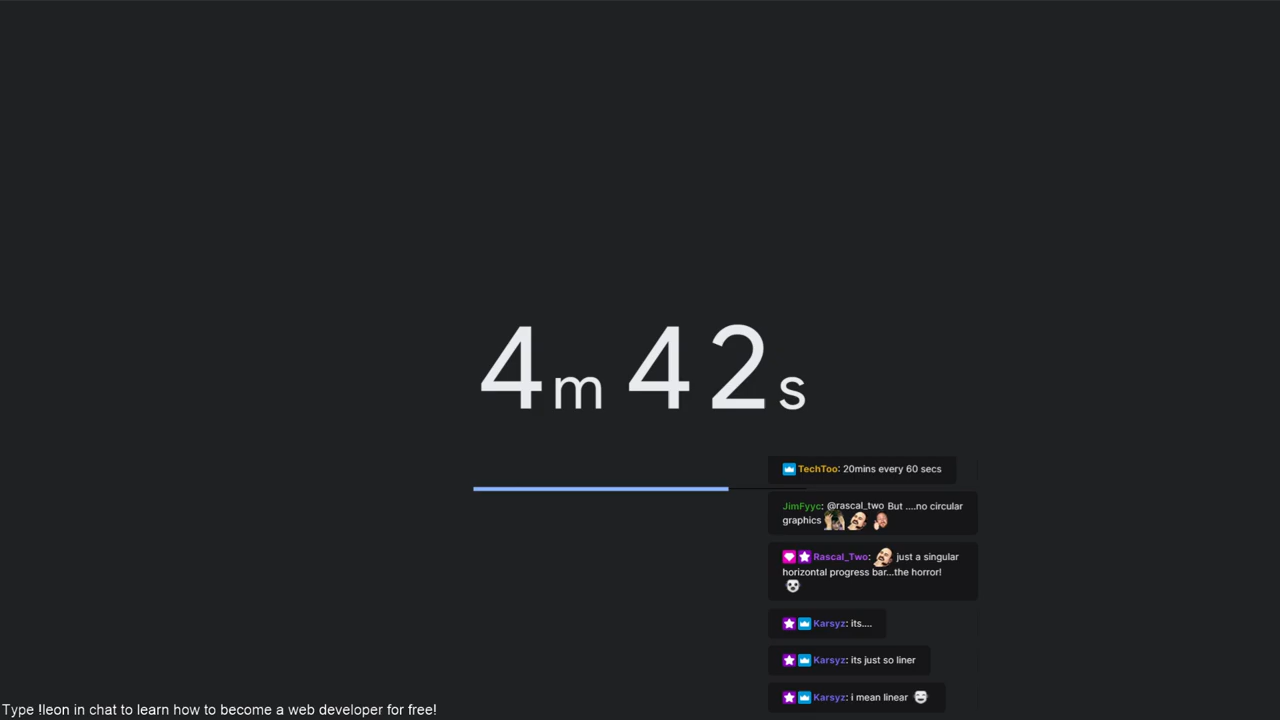 4m 42s
TechToo: 20mins every 60 secs
JimFyyc: @rascal_two But ....no circular
graphics
Rascal_Two: just a singular
horizontal progress bar...the horror!
Karsyz: its....
Karsyz: its just so liner
Karsyz: i mean linear
Type !leon in chat to learn how to become a web developer for free!